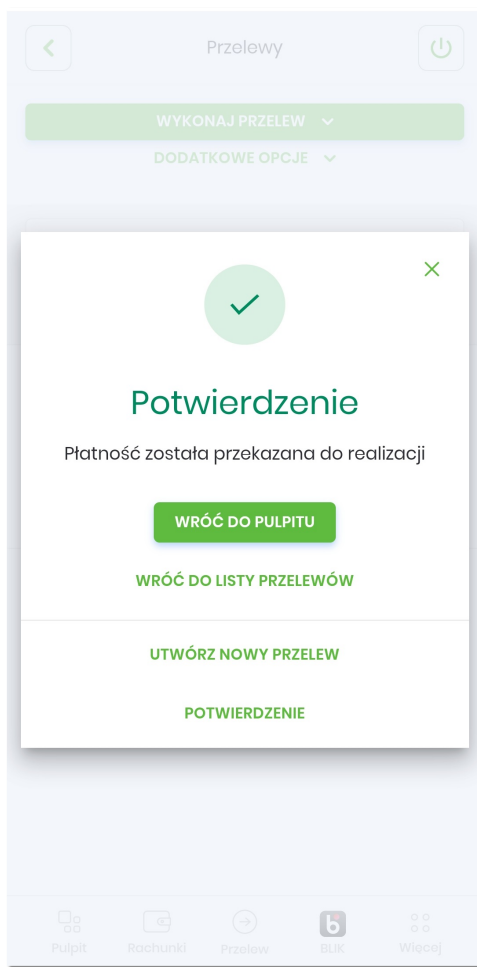 Przelewy
WYKONAJ PRZELEW
DODATKOWE OPCJE
Potwierdzenie
Płatność została przekazana do realizacji
WRÓĆ DO PULPITU
WRÓĆ DO LISTY PRZELEWÓW
UTWÓRZ NOWY PRZELEW
POTWIERDZENIE
Pulpit Rachunki Przelew BLIK Więcej